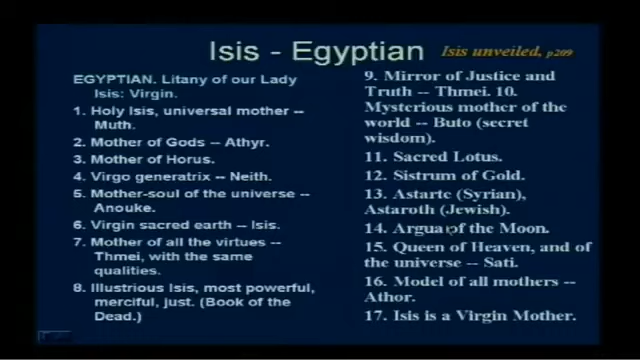 Isis - Egyptian
Isis unveiled, p209
EGYPTIAN. Litany of our Lady
Isis: Virgin.
1. Holy Isis, universal mother --
Muth.
2. Mother of Gods -- Athyr.
3. Mother of Horus.
4. Virgo generatrix -- Neith.
5. Mother-soul of the universe --
Anouke.
6. Virgin sacred earth -- Isis.
7. Mother of all the virtues --
Thmei, with the same
qualities.
8. Illustrious Isis, most powerful,
merciful, just. (Book of the
Dead.)
9. Mirror of Justice and
Truth -- Thmei. 10.
Mysterious mother of the
world -- Buto (secret
wisdom).
11. Sacred Lotus.
12. Sistrum of Gold.
13. Astarte (Syrian),
Astaroth (Jewish).
14. Argua of the Moon.
15. Queen of Heaven, and of
the universe -- Sati.
16. Model of all mothers --
Athor.
17. Isis is a Virgin Mother.